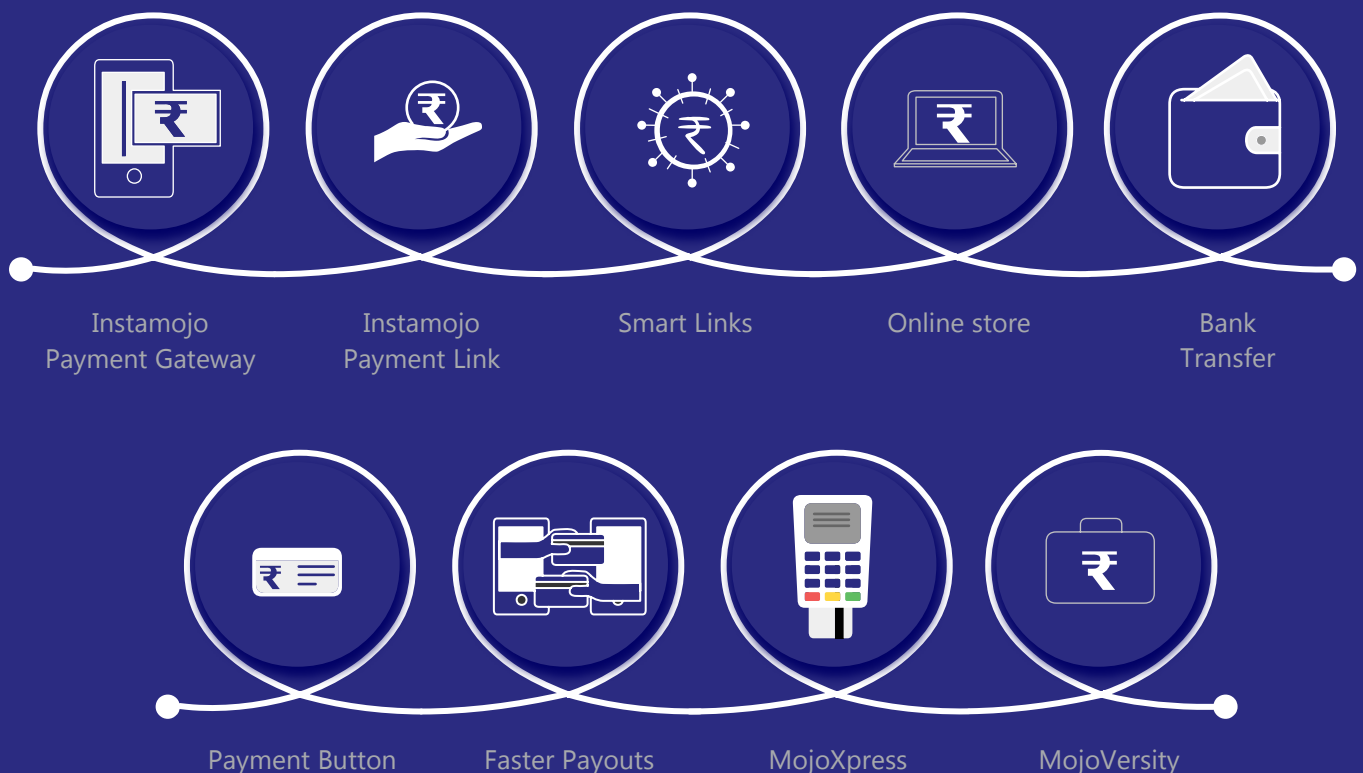 Instamojo
Payment Gateway
Instamojo
Payment Link
Smart Links
Online store
Bank
Transfer
Payment Button
Faster Payouts
MojoXpress
MojoVersity